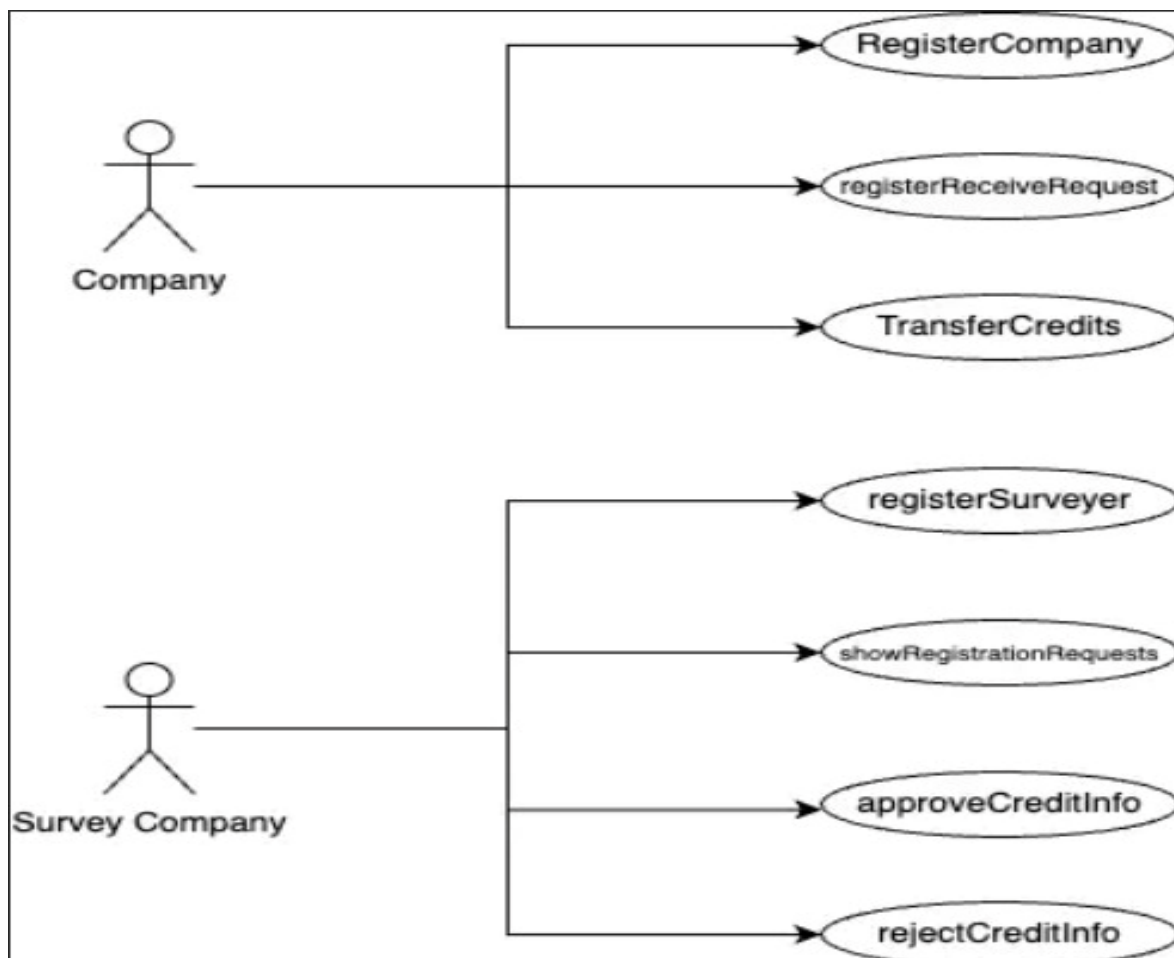 RegisterCompany
registerReceiveRequest
Company
TransferCredits
registerSurveyer
showRegistrationRequests
approveCreditInfo
Survey Company
rejectCreditInfo